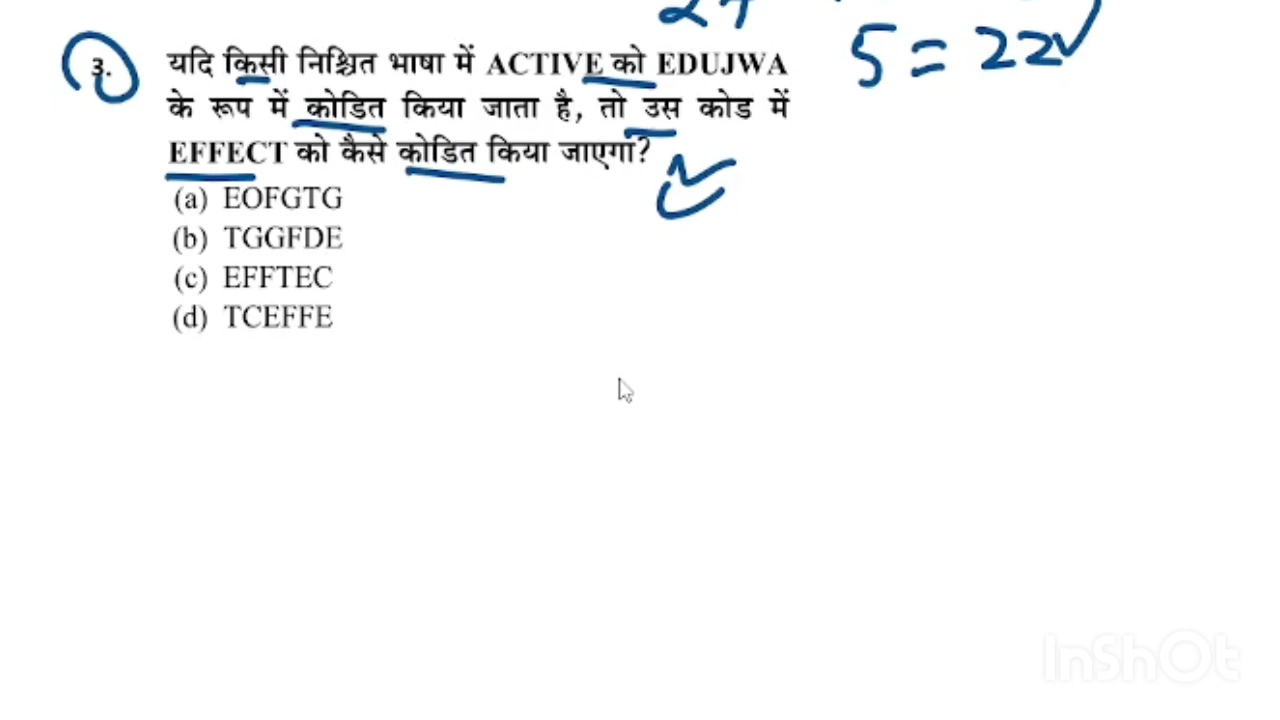 5 = 22
3. यदि किसी निश्चित भाषा में ACTIVE को EDUJWA
के रूप में कोडित किया जाता है, तो उस कोड में
EFFECT को कैसे कोडित किया जाएगा?
(a) EOFGTG
(b) TGGFDE
(c) EFFTEC
(d) TCEFFE
InShOt